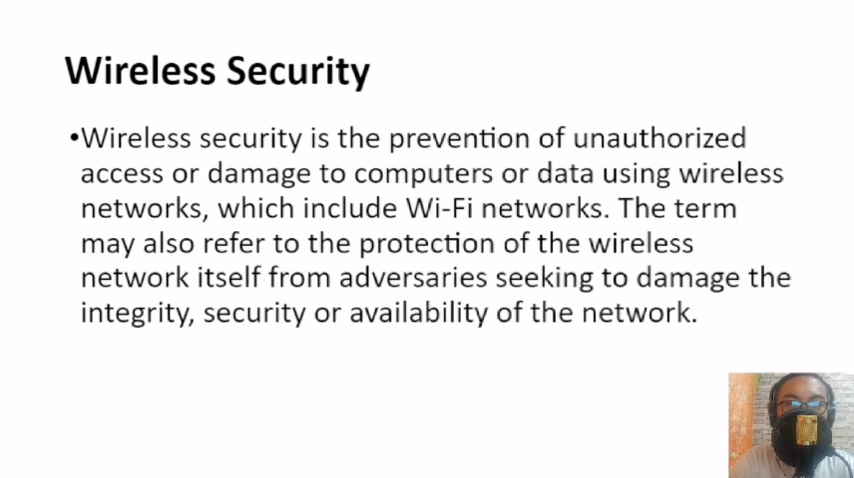 Wireless Security
•Wireless security is the prevention of unauthorized
access or damage to computers or data using wireless
networks, which include Wi-Fi networks. The term
may also refer to the protection of the wireless
network itself from adversaries seeking to damage the
integrity, security or availability of the network.